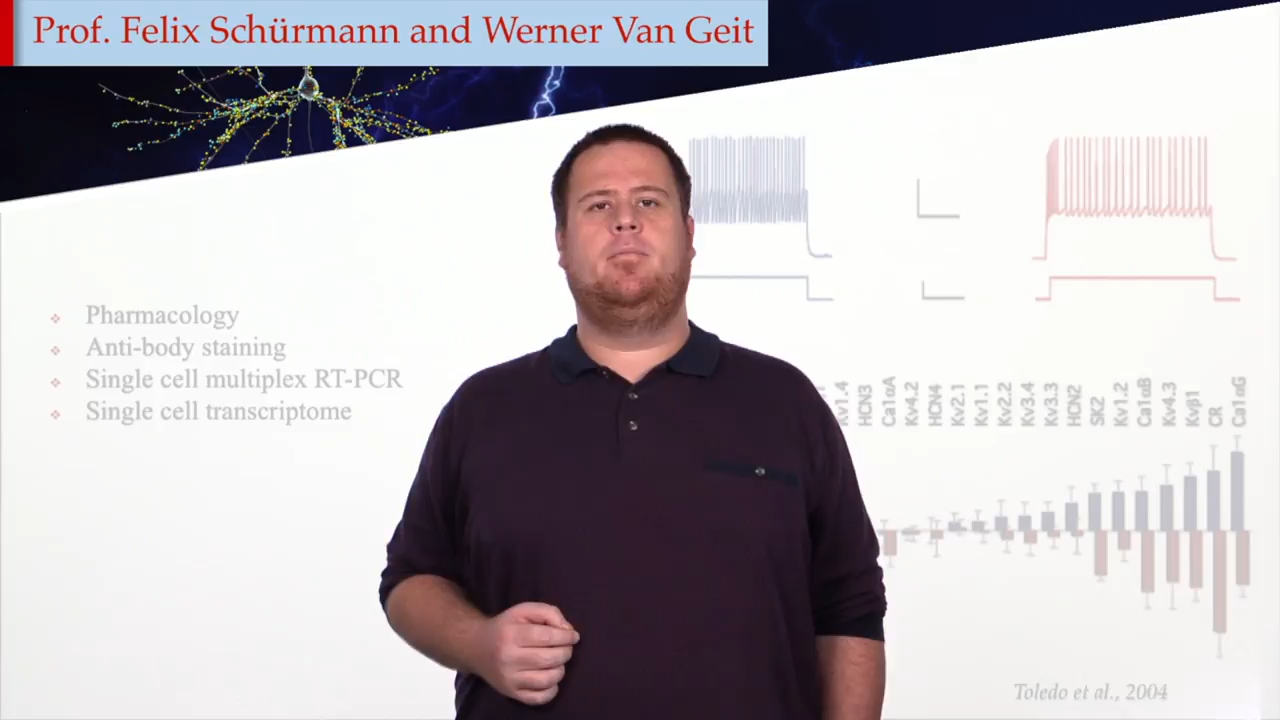 Prof. Felix Schürmann and Werner Van Geit
Pharmacology
Anti-body staining
Single cell multiplex RT-PCR
Single cell transcriptome
Kv1.4
HCN3
Ca1αA
Kv4.2
HCN4
Kv2.1
Kv1.1
Kv2.2
Kv3.4
Kv3.3
HCN2
SK2
Kv1.2
Ca1αB
Kv4.3
Kvβ1
CR
Ca1αG
Toledo et al., 2004